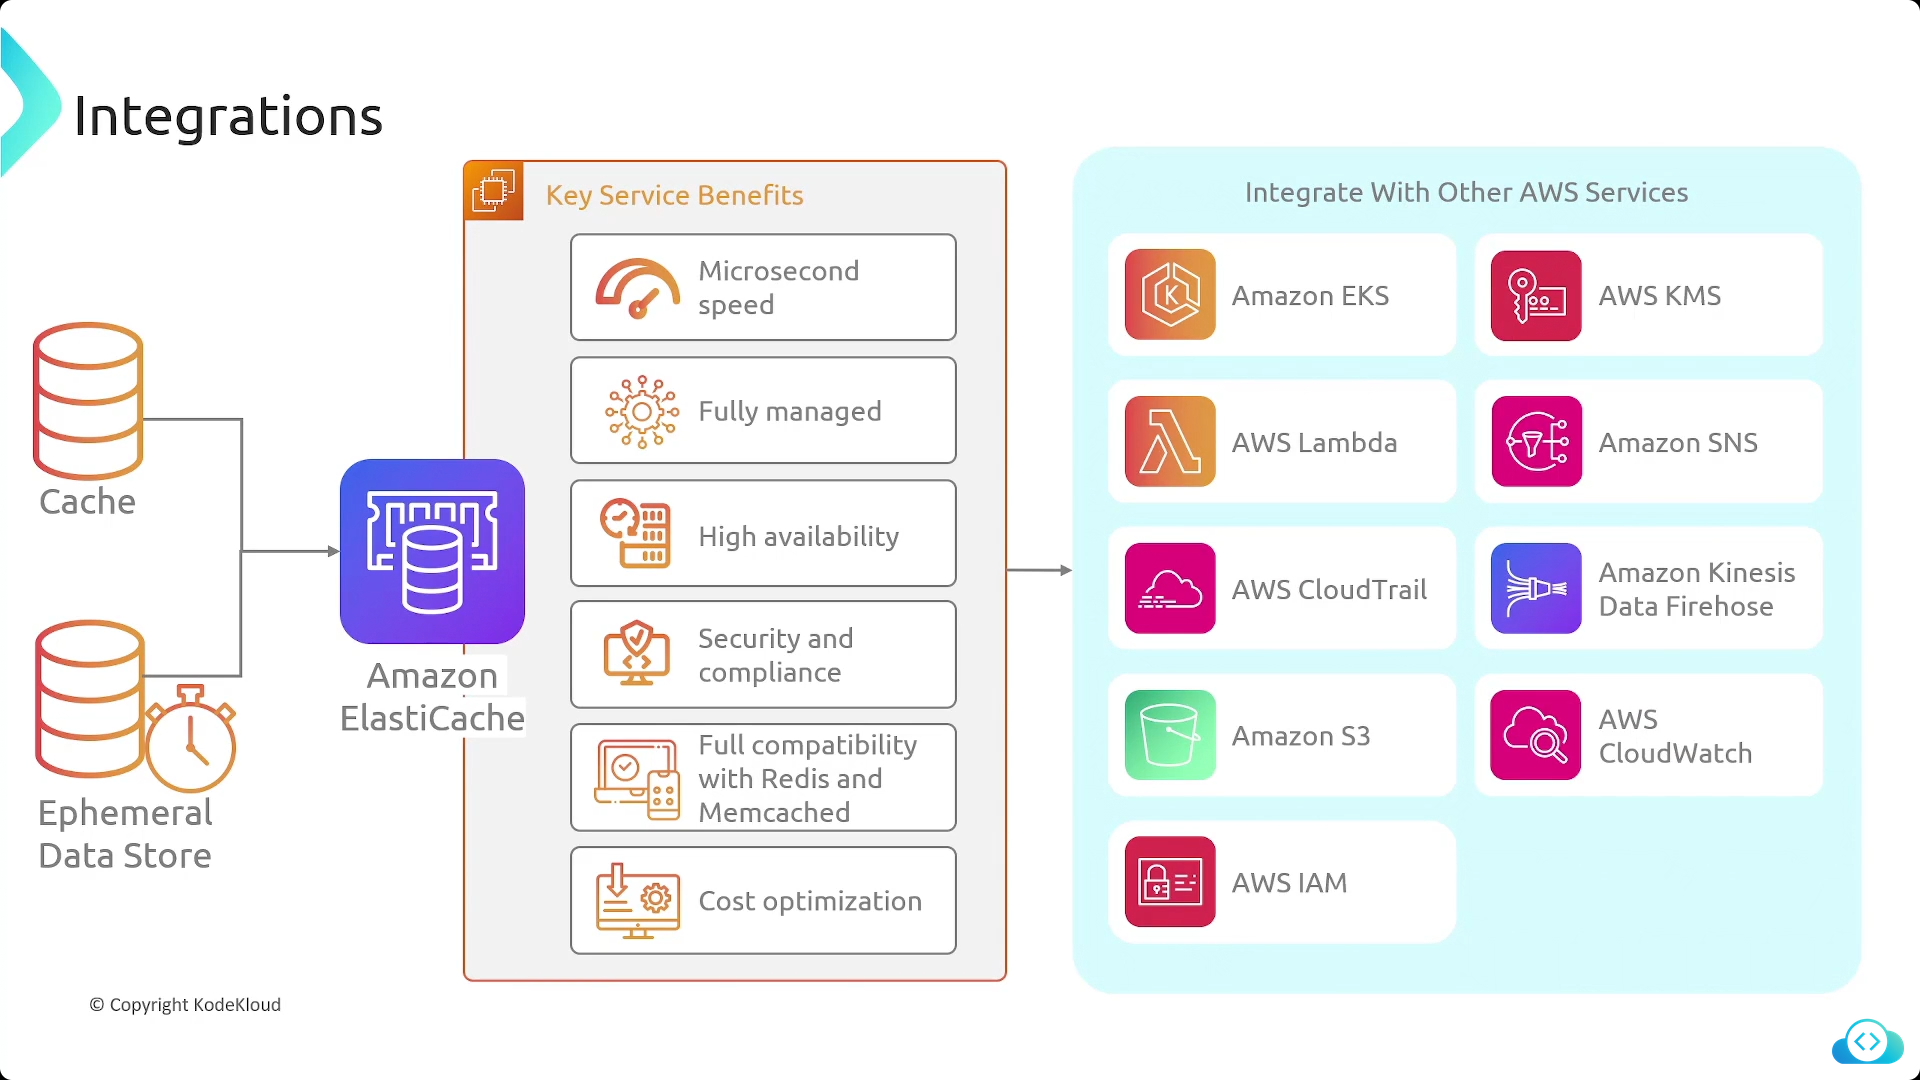 Integrations
Cache
Ephemeral
Data Store
Amazon
ElastiCache
Key Service Benefits
Microsecond
speed
Fully managed
High availability
Security and
compliance
Full compatibility
with Redis and
Memcached
Cost optimization
Integrate With Other AWS Services
Amazon EKS
AWS KMS
AWS Lambda
Amazon SNS
AWS CloudTrail
Amazon Kinesis
Data Firehose
Amazon S3
AWS
CloudWatch
AWS IAM
© Copyright KodeKloud